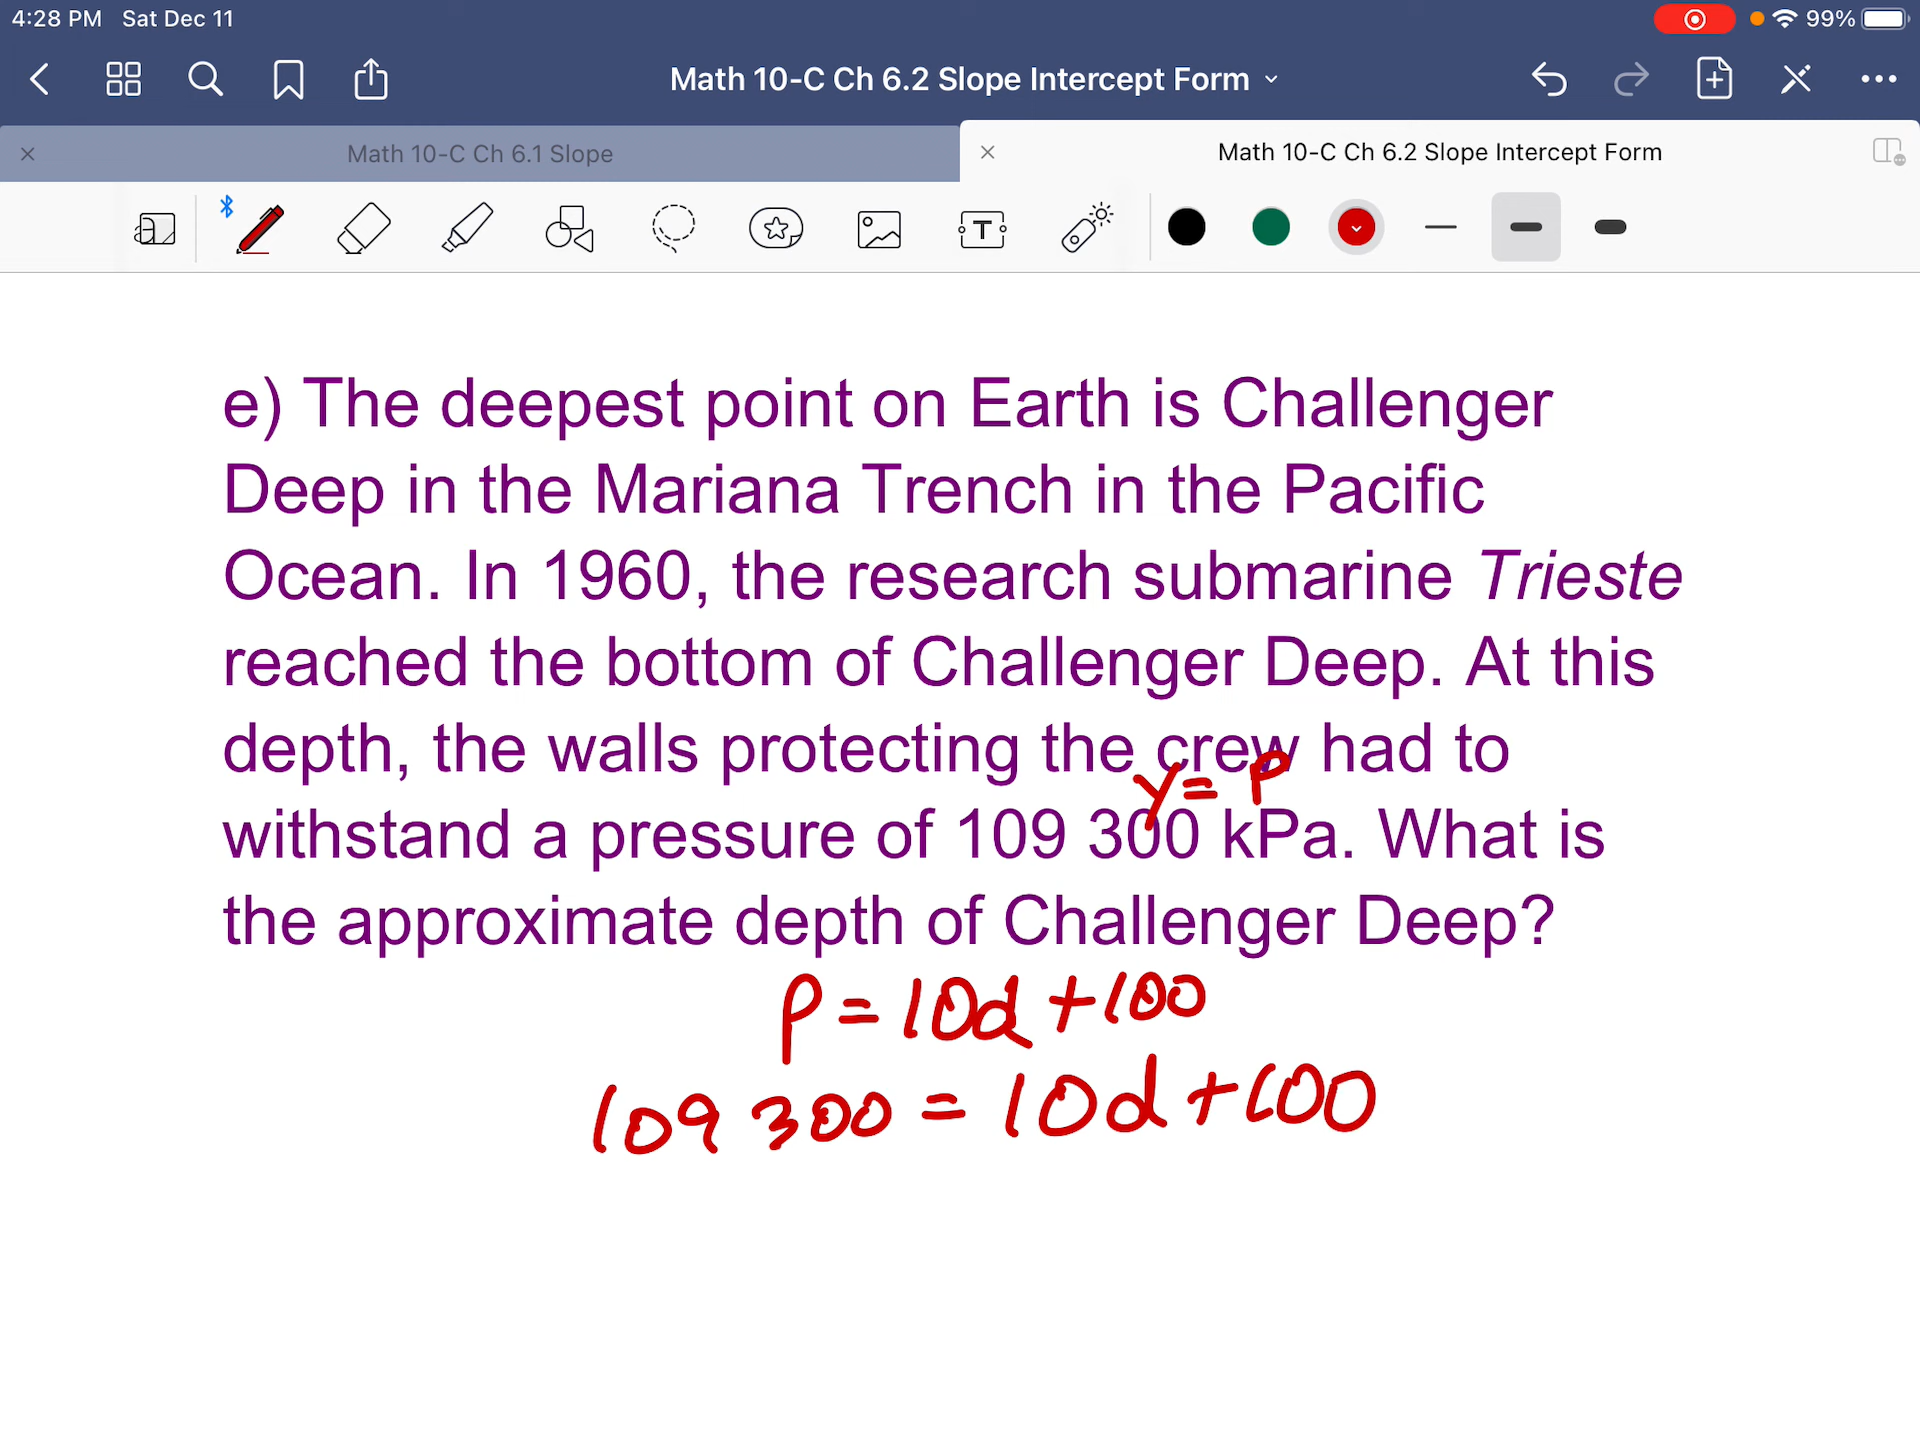 4:28 PM Sat Dec 11
99%
Math 10-C Ch 6.2 Slope Intercept Form
Math 10-C Ch 6.1 Slope
Math 10-C Ch 6.2 Slope Intercept Form
e) The deepest point on Earth is Challenger
Deep in the Mariana Trench in the Pacific
Ocean. In 1960, the research submarine Trieste
reached the bottom of Challenger Deep. At this
depth, the walls protecting the crew had to
y = P
withstand a pressure of 109 300 kPa. What is
the approximate depth of Challenger Deep?
P = 10d + 100
109 300 = 10d + 100